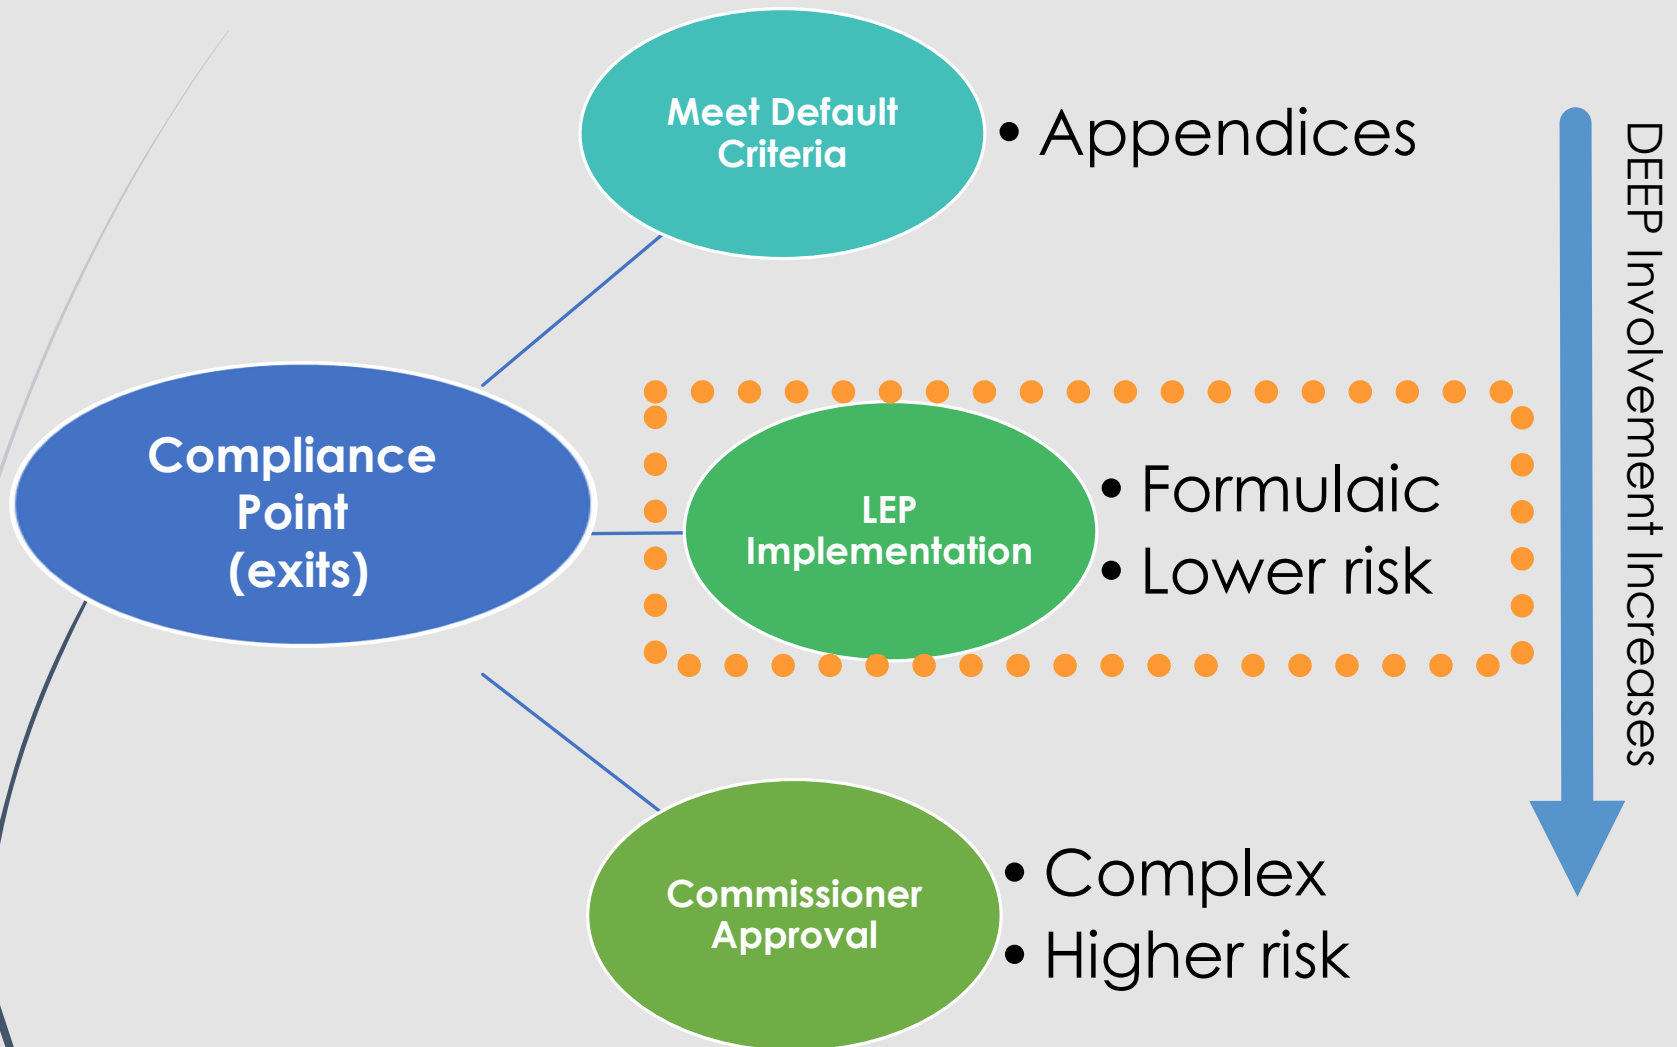 Meet Default
Criteria
• Appendices
Compliance
Point
(exits)
LEP
Implementation
• Formulaic
• Lower risk
Commissioner
Approval
• Complex
• Higher risk
DEEP Involvement Increases